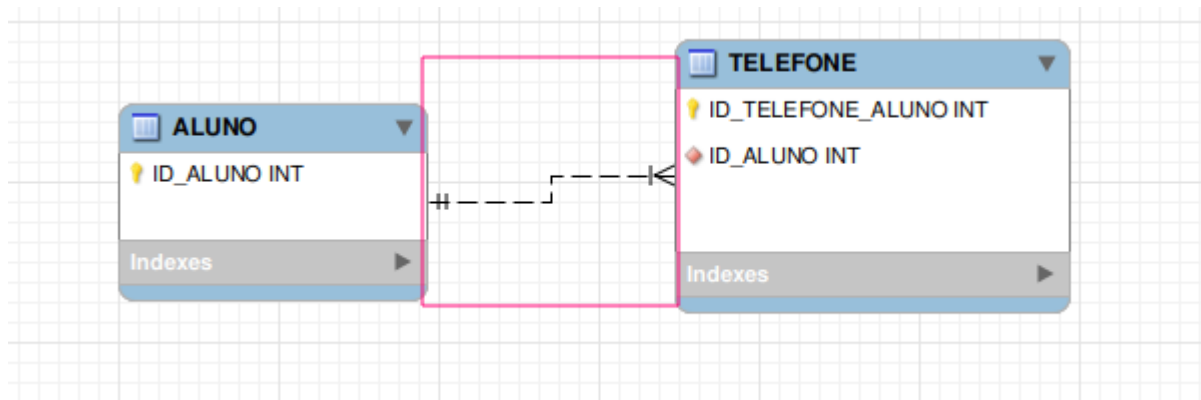 ALUNO
ID_ALUNO INT
Indexes
TELEFONE
ID_TELEFONE_ALUNO INT
ID_ALUNO INT
Indexes